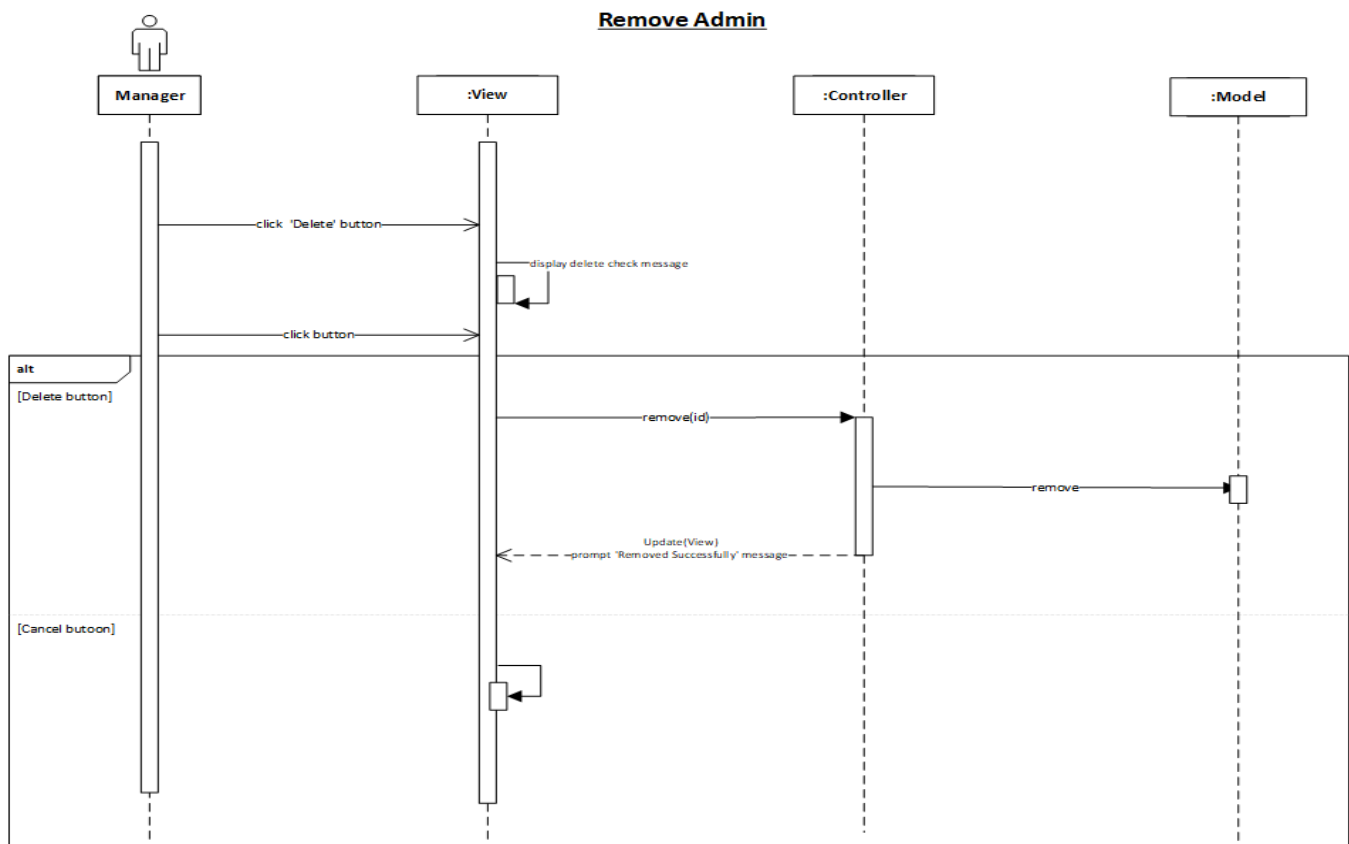 Remove Admin
Manager
:View
:Controller
:Model
click 'Delete' button
display delete check message
click button
alt
[Delete button]
remove(id)
remove
Update(View)
prompt 'Removed Successfully' message
[Cancel butoon]